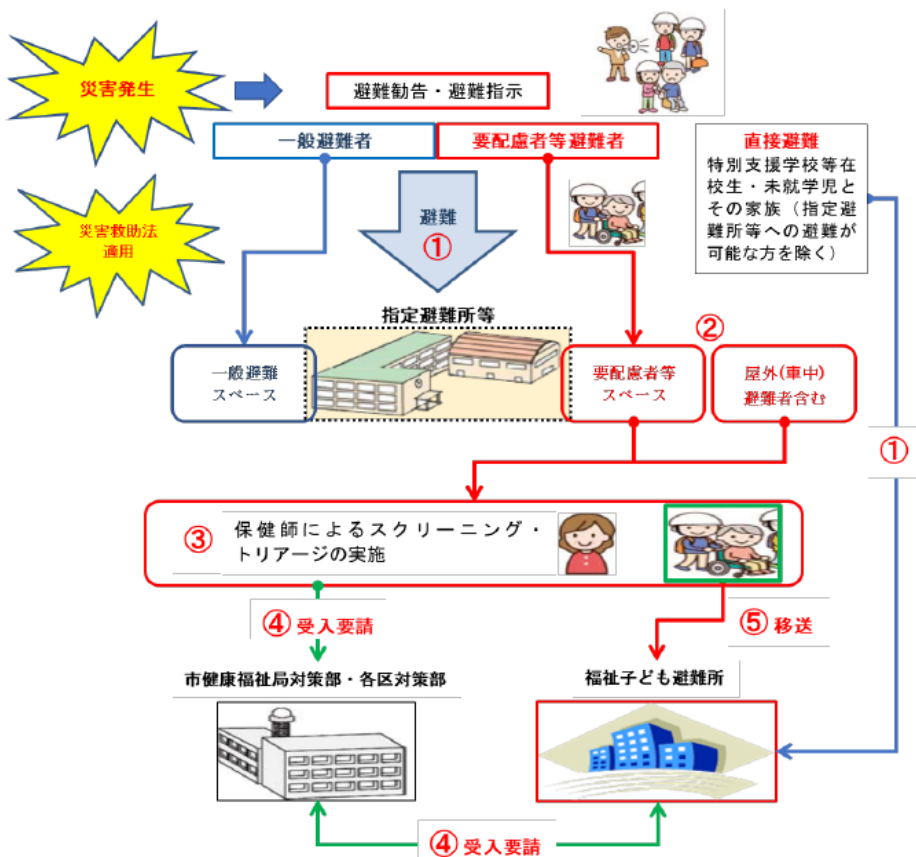 災害発生
避難勧告・避難指示
一般避難者
要配慮者等避難者
直接避難
特別支援学校等在
校生・未就学児と
その家族（指定避
難所等への避難が
可能な方を除く）
災害救助法
適用
避難
①
指定避難所等
②
一般避難
スペース
要配慮者等
スペース
屋外(車中)
避難者含む
①
③
保健師によるスクリーニング・
トリアージの実施
④ 受入要請
⑤ 移送
市健康福祉局対策部・各区対策部
福祉子ども避難所
④ 受入要請